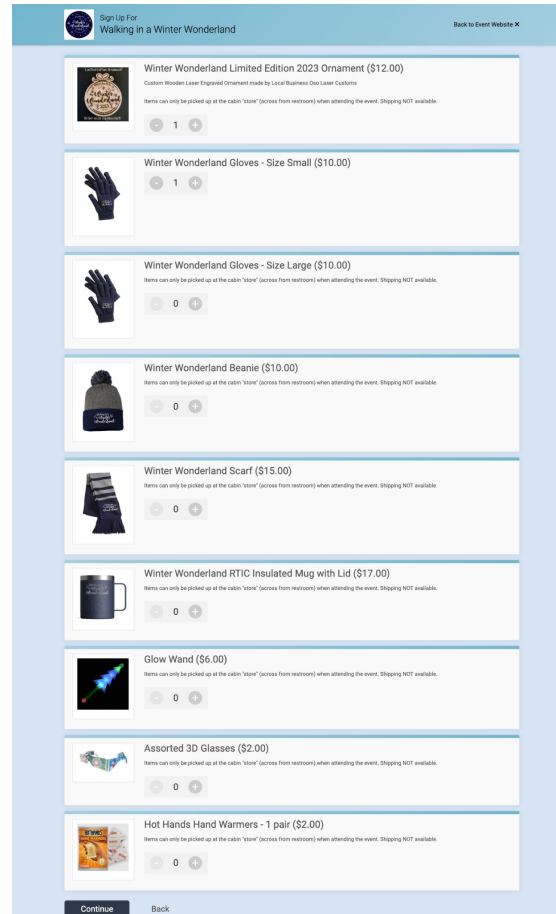 Sign Up For
Walking in a Winter Wonderland
Back to Event Website ✕
Winter Wonderland Limited Edition 2023 Ornament ($12.00)
Custom Wooden Laser Engraved Ornament made by Local Business Oso Laser Customs
Items can only be picked up at the cabin "store" (across from restroom) when attending the event. Shipping NOT available.
- 1 +
Winter Wonderland Gloves - Size Small ($10.00)
- 1 +
Winter Wonderland Gloves - Size Large ($10.00)
Items can only be picked up at the cabin "store" (across from restroom) when attending the event. Shipping NOT available.
- 0 +
Winter Wonderland Beanie ($10.00)
Items can only be picked up at the cabin "store" (across from restroom) when attending the event. Shipping NOT available.
- 0 +
Winter Wonderland Scarf ($15.00)
Items can only be picked up at the cabin "store" (across from restroom) when attending the event. Shipping NOT available.
- 0 +
Winter Wonderland RTIC Insulated Mug with Lid ($17.00)
Items can only be picked up at the cabin "store" (across from restroom) when attending the event. Shipping NOT available.
- 0 +
Glow Wand ($6.00)
Items can only be picked up at the cabin "store" (across from restroom) when attending the event. Shipping NOT available.
- 0 +
Assorted 3D Glasses ($2.00)
Items can only be picked up at the cabin "store" (across from restroom) when attending the event. Shipping NOT available.
- 0 +
Hot Hands Hand Warmers - 1 pair ($2.00)
Items can only be picked up at the cabin "store" (across from restroom) when attending the event. Shipping NOT available.
- 0 +
Continue
Back